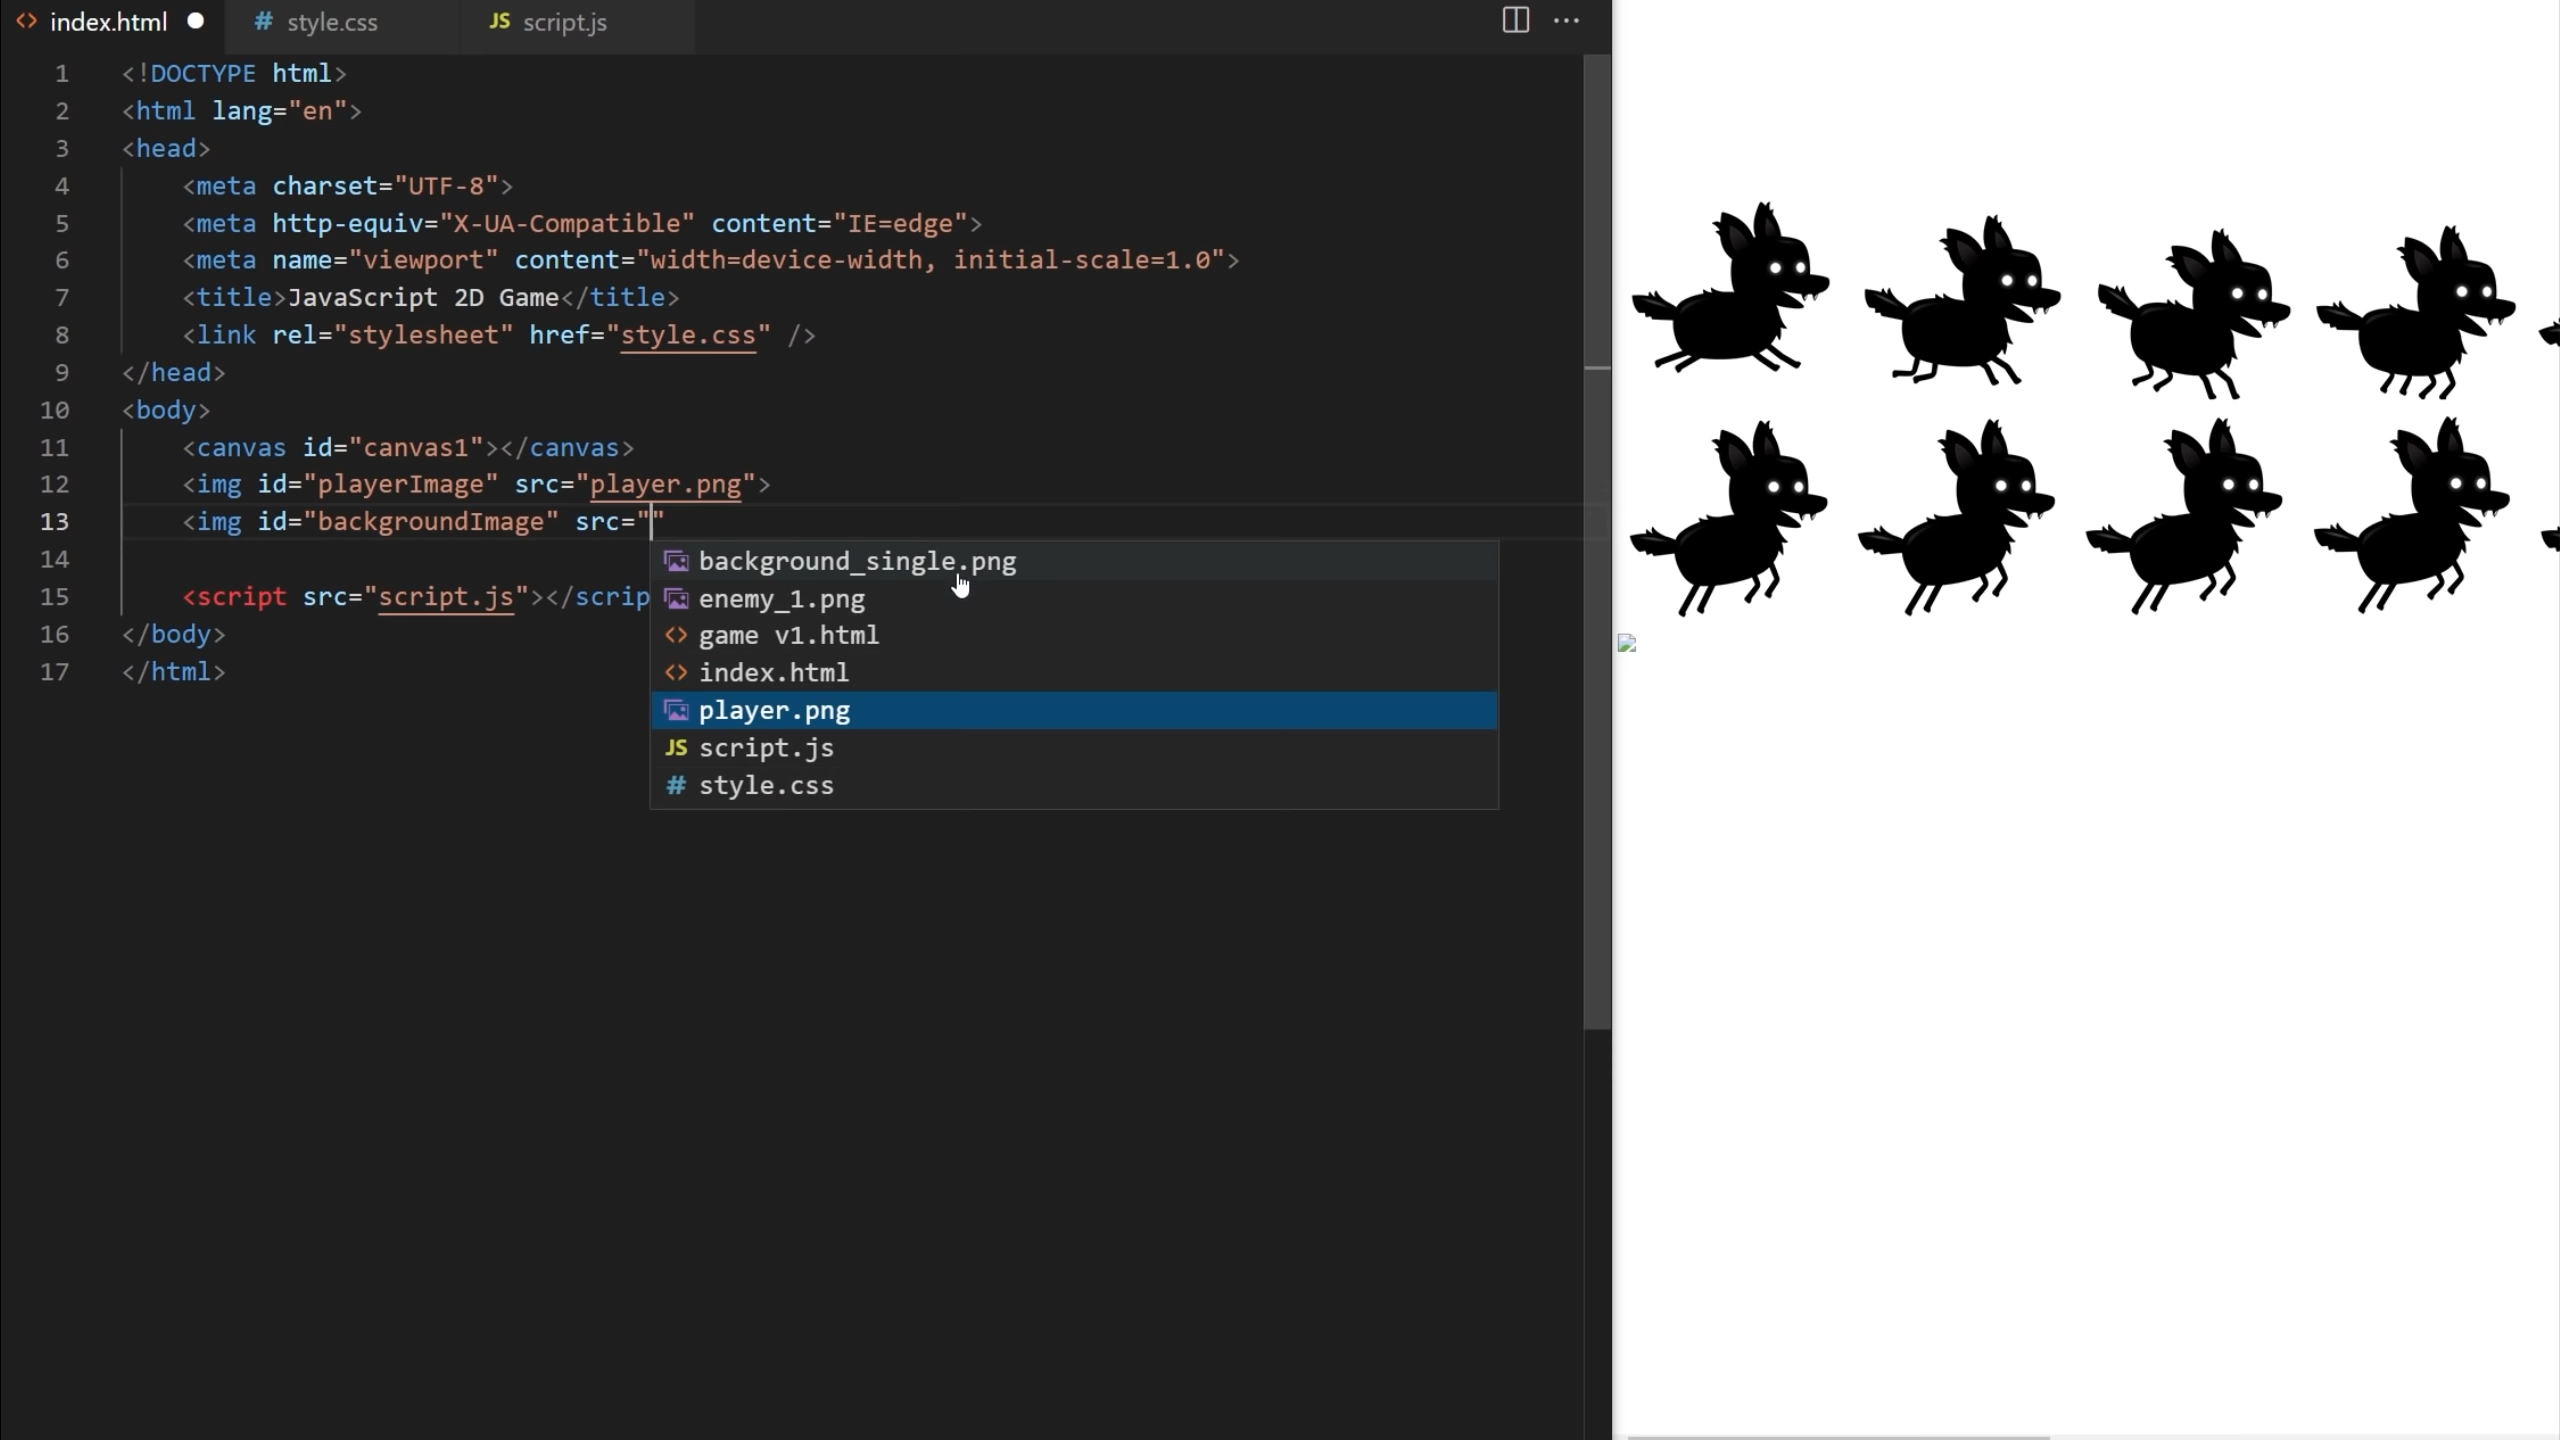 index.html
style.css
JS script.js
1 <!DOCTYPE html>
2 <html lang="en">
3 <head>
4 <meta charset="UTF-8">
5 <meta http-equiv="X-UA-Compatible" content="IE=edge">
6 <meta name="viewport" content="width=device-width, initial-scale=1.0">
7 <title>JavaScript 2D Game</title>
8 <link rel="stylesheet" href="style.css" />
9 </head>
10 <body>
11 <canvas id="canvas1"></canvas>
12 <img id="playerImage" src="player.png">
13 <img id="backgroundImage" src=""
14
15 <script src="script.js"></scrip
16 </body>
17 </html>
background_single.png
enemy_1.png
game v1.html
index.html
player.png
JS script.js
# style.css